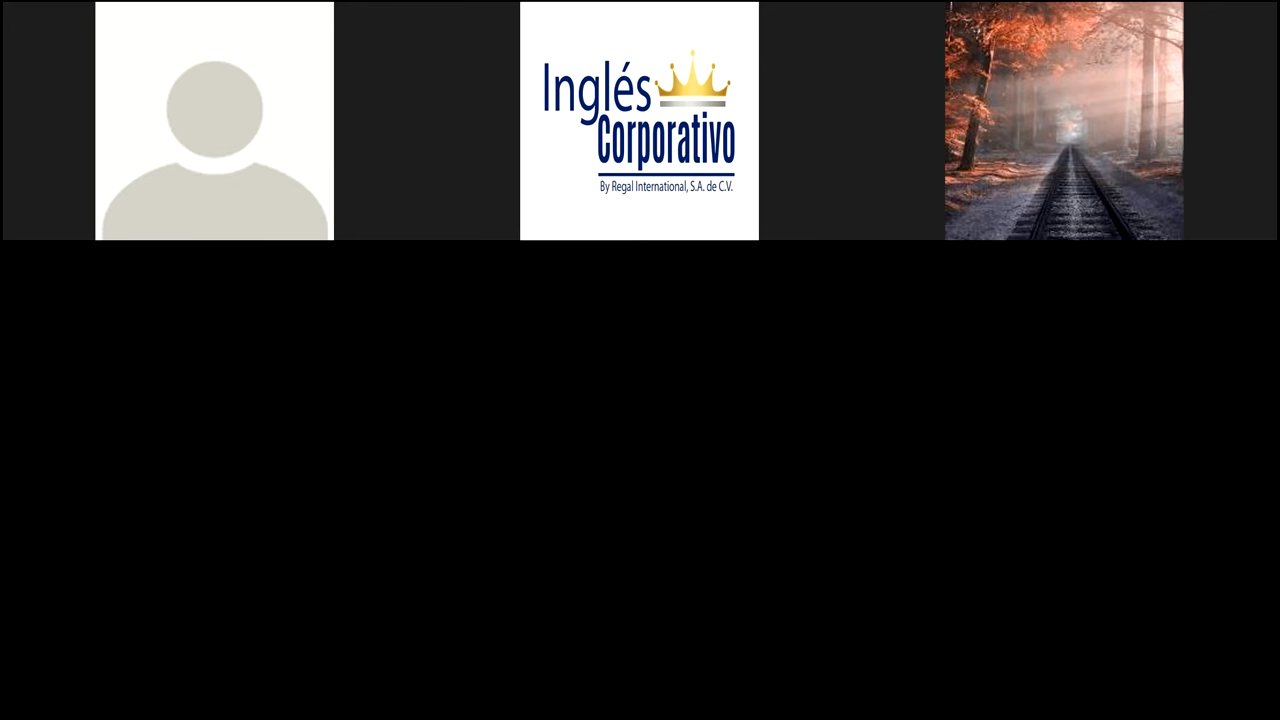 Inglés
Corporativo
By Regal International, S.A. de C.V.